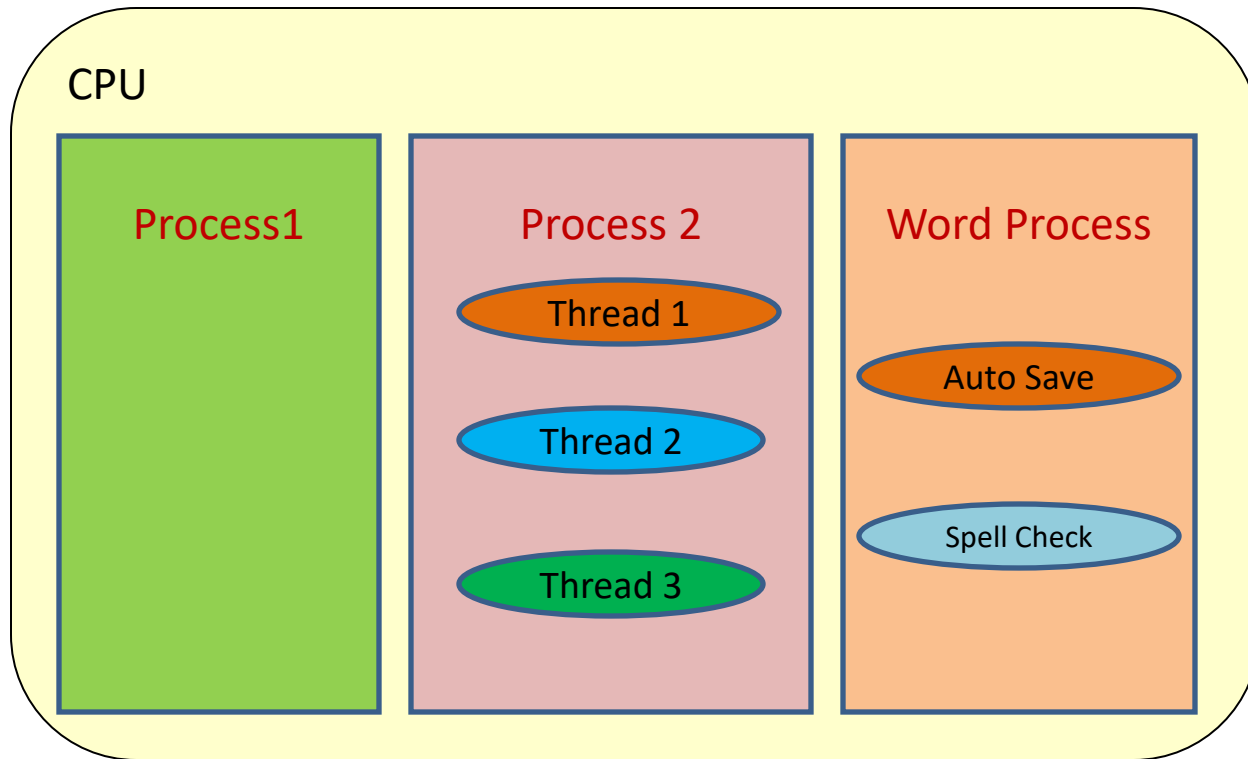 CPU
Process1
Process 2
Thread 1
Thread 2
Thread 3
Word Process
Auto Save
Spell Check